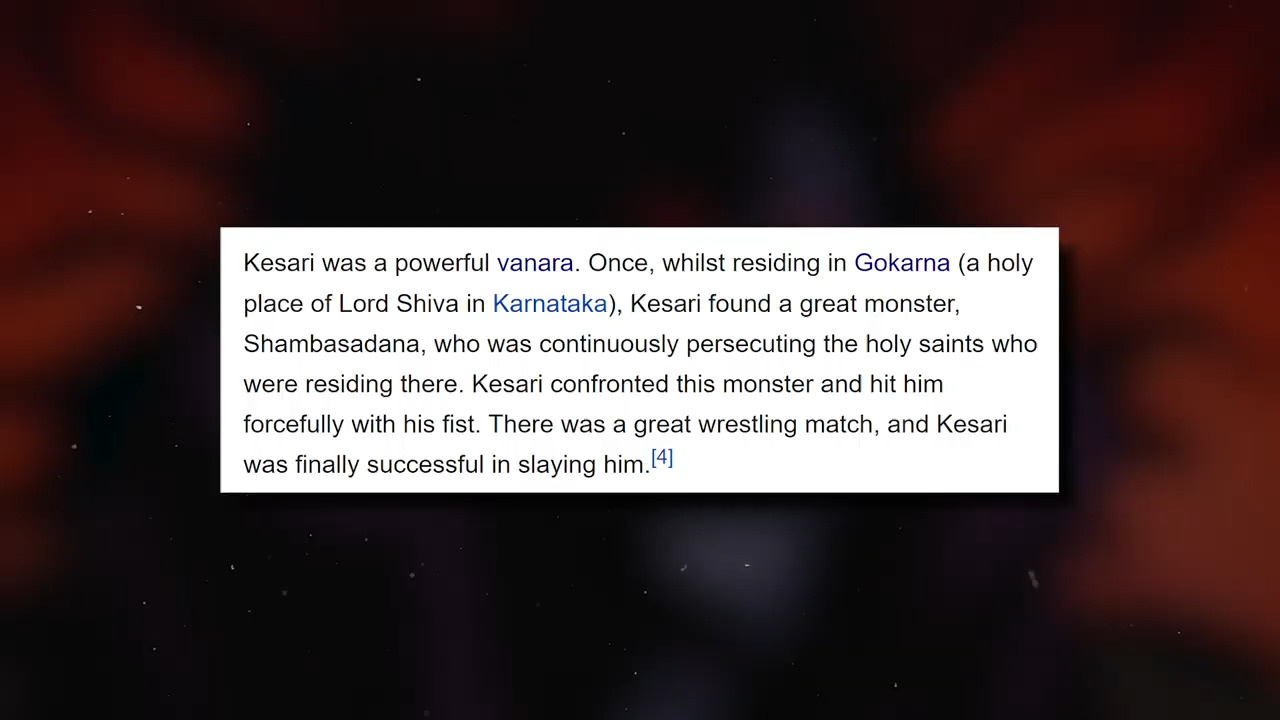 Kesari was a powerful vanara. Once, whilst residing in Gokarna (a holy
place of Lord Shiva in Karnataka), Kesari found a great monster,
Shambasadana, who was continuously persecuting the holy saints who
were residing there. Kesari confronted this monster and hit him
forcefully with his fist. There was a great wrestling match, and Kesari
was finally successful in slaying him.[4]